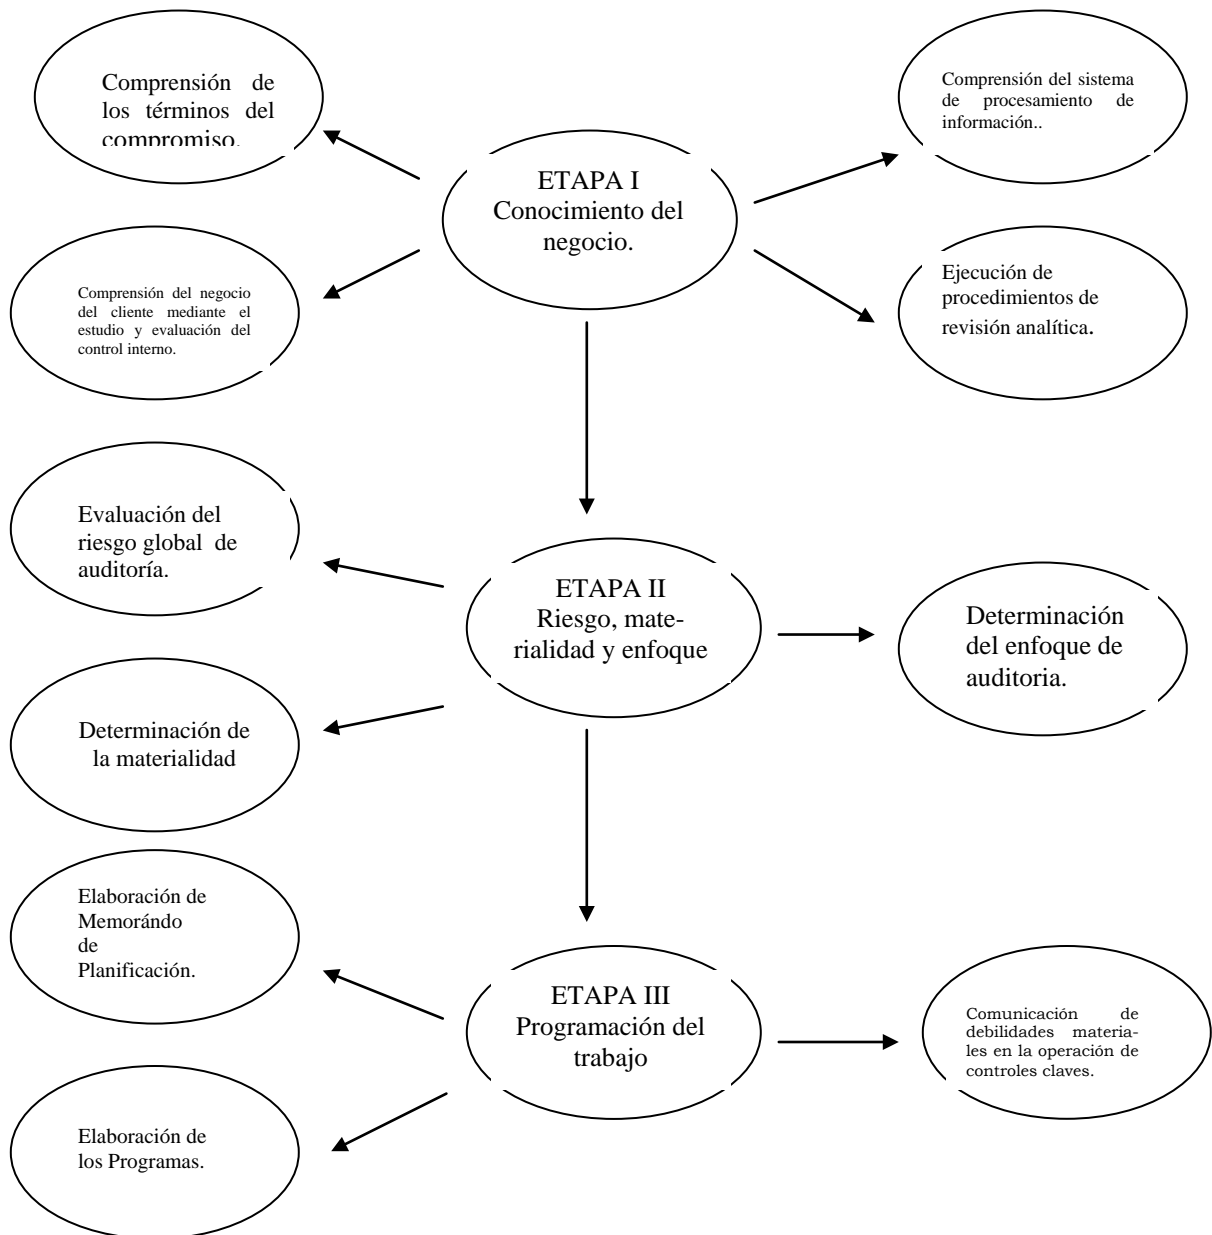 Comprensión de
los términos del
compromiso.
Comprensión del sistema
de procesamiento de
información..
ETAPA I
Conocimiento del
negocio.
Comprensión del negocio
del cliente mediante el
estudio y evaluación del
control interno.
Ejecución de
procedimientos de
revisión analítica.
Evaluación del
riesgo global de
auditoría.
ETAPA II
Riesgo, mate-
rialidad y enfoque
Determinación
del enfoque de
auditoria.
Determinación de
la materialidad
Elaboración de
Memorándo
de
Planificación.
ETAPA III
Programación del
trabajo
Comunicación de
debilidades materia-
les en la operación de
controles claves.
Elaboración de
los Programas.